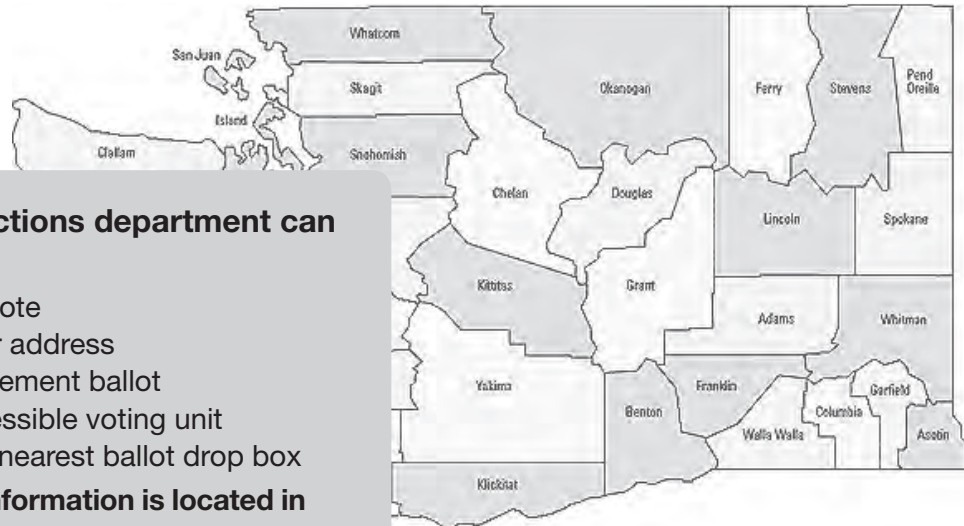 Whatcom
San Juan
Skagit
Okanogan
Ferry
Stevens
Pend
Oreille
Island
Clallam
Snohomish
Chelan
Douglas
Lincoln
Spokane
ctions department can
Kittitas
Grant
ote
Adams
Whitman
r address
ement ballot
Yakima
Franklin
Garfield
essible voting unit
Benton
Columbia
Walla Walla
Asotin
nearest ballot drop box
Klickitat
nformation is located in